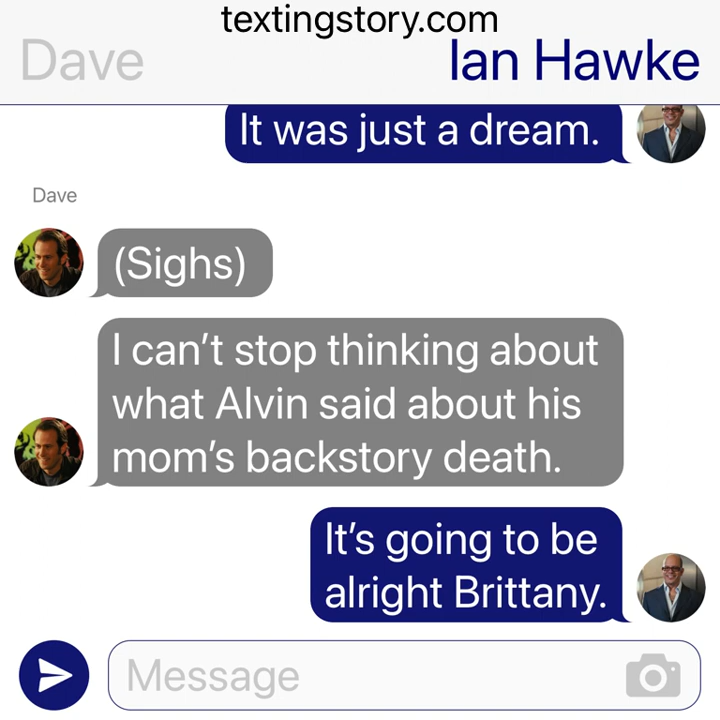 textingstory.com
Dave
Ian Hawke
It was just a dream.
Dave
(Sighs)
I can’t stop thinking about
what Alvin said about his
mom’s backstory death.
It’s going to be
alright Brittany.
Message